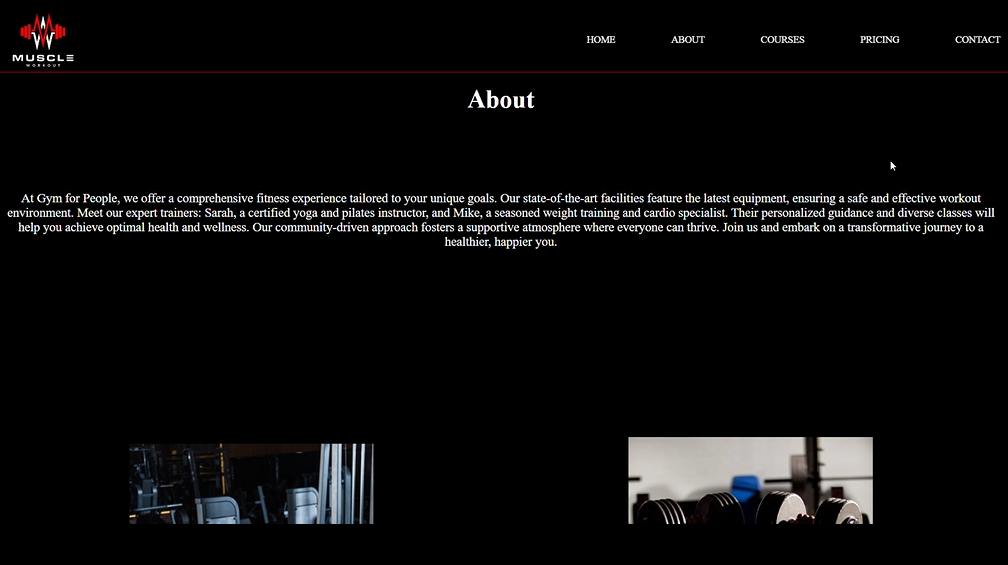 MUSCLE
WORKOUT
HOME ABOUT COURSES PRICING CONTACT
About
At Gym for People, we offer a comprehensive fitness experience tailored to your unique goals. Our state-of-the-art facilities feature the latest equipment, ensuring a safe and effective workout
environment. Meet our expert trainers: Sarah, a certified yoga and pilates instructor, and Mike, a seasoned weight training and cardio specialist. Their personalized guidance and diverse classes will
help you achieve optimal health and wellness. Our community-driven approach fosters a supportive atmosphere where everyone can thrive. Join us and embark on a transformative journey to a
healthier, happier you.